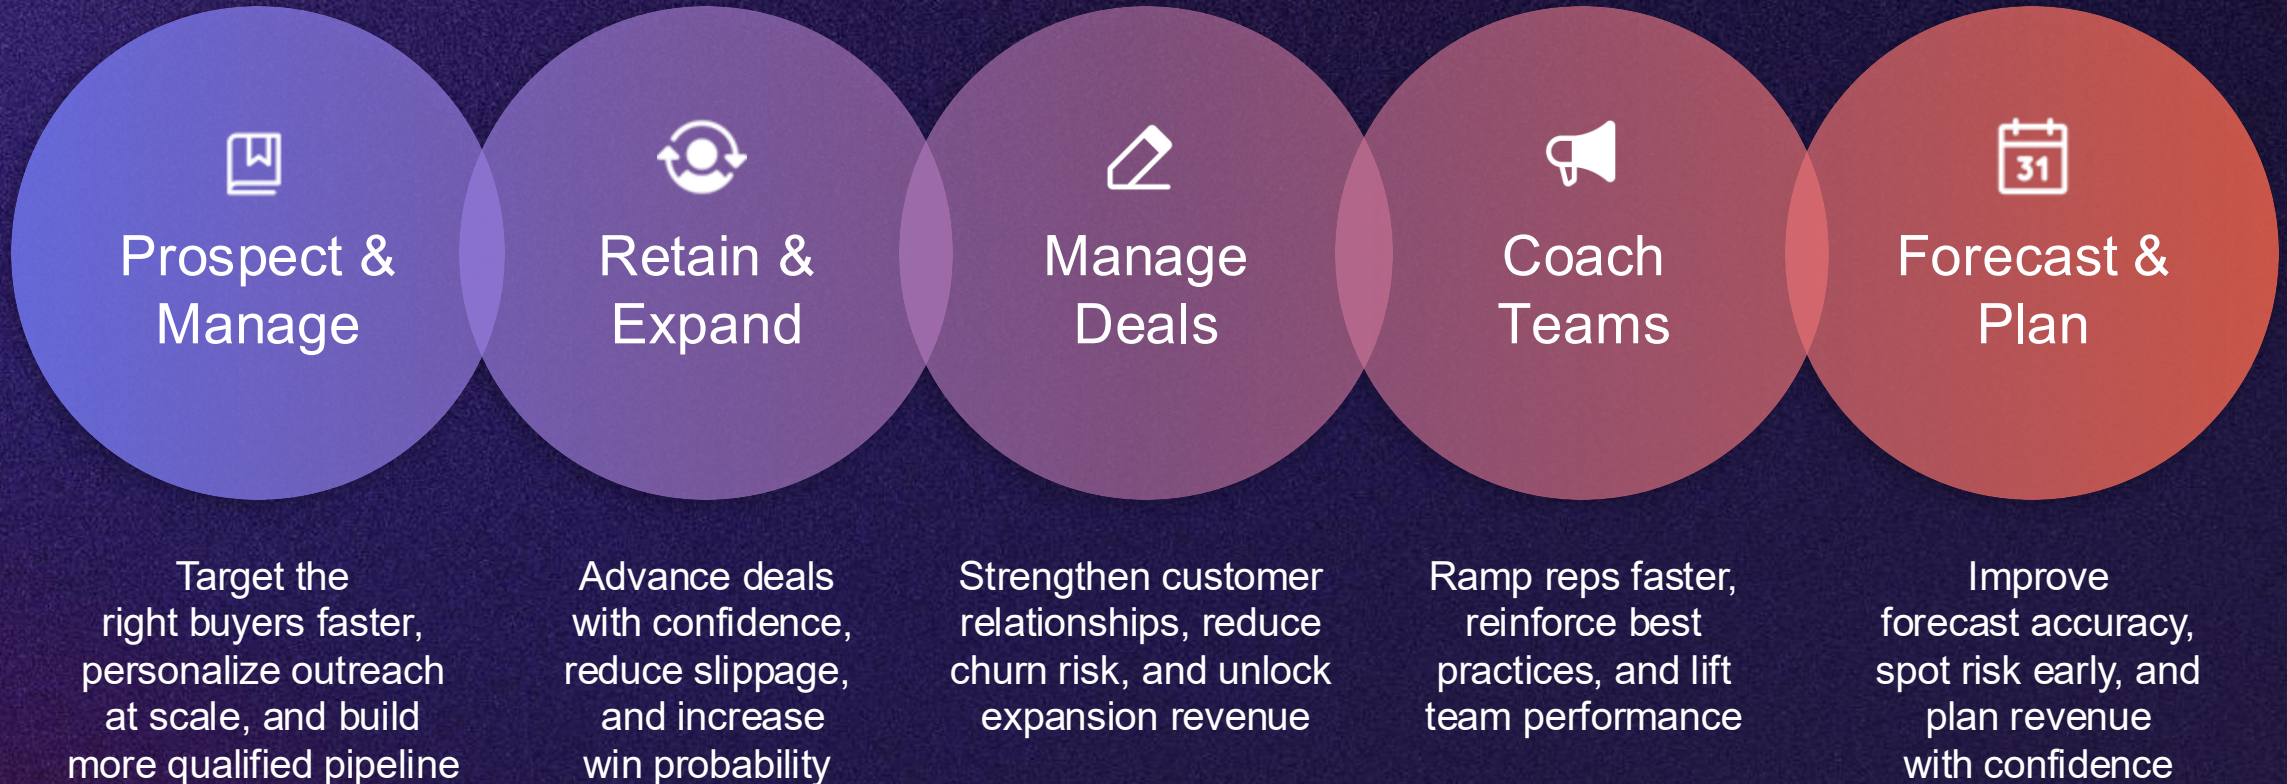 31
Prospect &
Manage
Retain &
Expand
Manage
Deals
Coach
Teams
Forecast &
Plan
Target the
right buyers faster,
personalize outreach
at scale, and build
more qualified pipeline
Advance deals
with confidence,
reduce slippage,
and increase
win probability
Strengthen customer
relationships, reduce
churn risk, and unlock
expansion revenue
Ramp reps faster,
reinforce best
practices, and lift
team performance
Improve
forecast accuracy,
spot risk early, and
plan revenue
with confidence